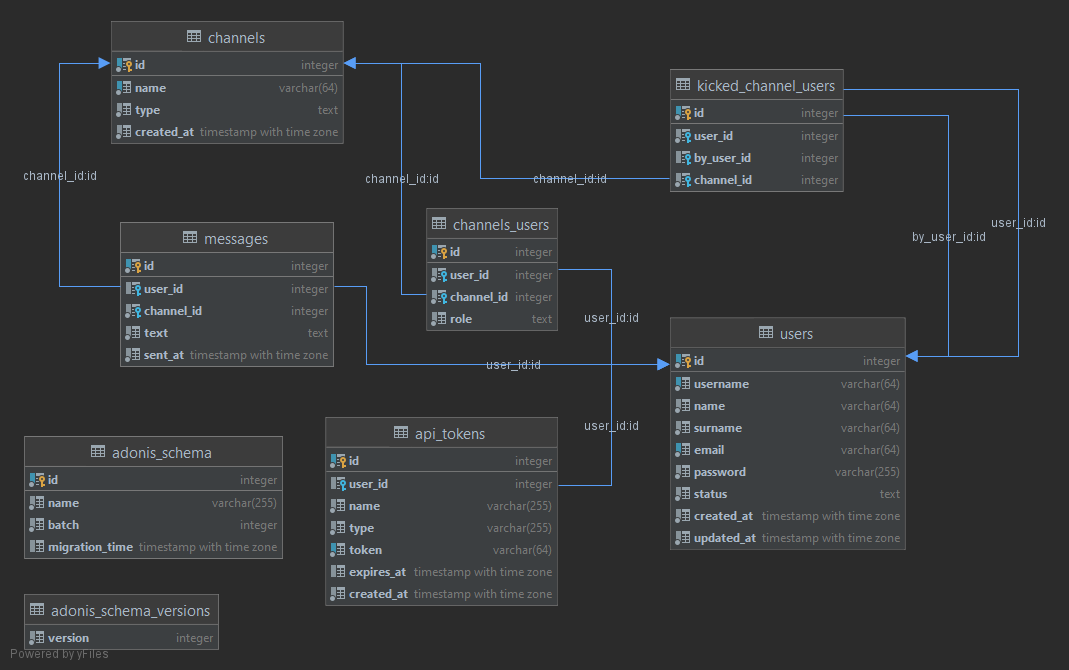 channels
id integer
name varchar(64)
type text
created_at timestamp with time zone
kicked_channel_users
id integer
user_id integer
by_user_id integer
channel_id integer
channel_id:id
channel_id:id
channel_id:id
user_id:id
by_user_id:id
messages
id integer
user_id integer
channel_id integer
text text
sent_at timestamp with time zone
channels_users
id integer
user_id integer
channel_id integer
role text
user_id:id
user_id:id
user_id:id
users
id integer
username varchar(64)
name varchar(64)
surname varchar(64)
email varchar(64)
password varchar(255)
status text
created_at timestamp with time zone
updated_at timestamp with time zone
api_tokens
id integer
user_id integer
name varchar(255)
type varchar(255)
token varchar(64)
expires_at timestamp with time zone
created_at timestamp with time zone
adonis_schema
id integer
name varchar(255)
batch integer
migration_time timestamp with time zone
adonis_schema_versions
version integer
Powered by yFiles